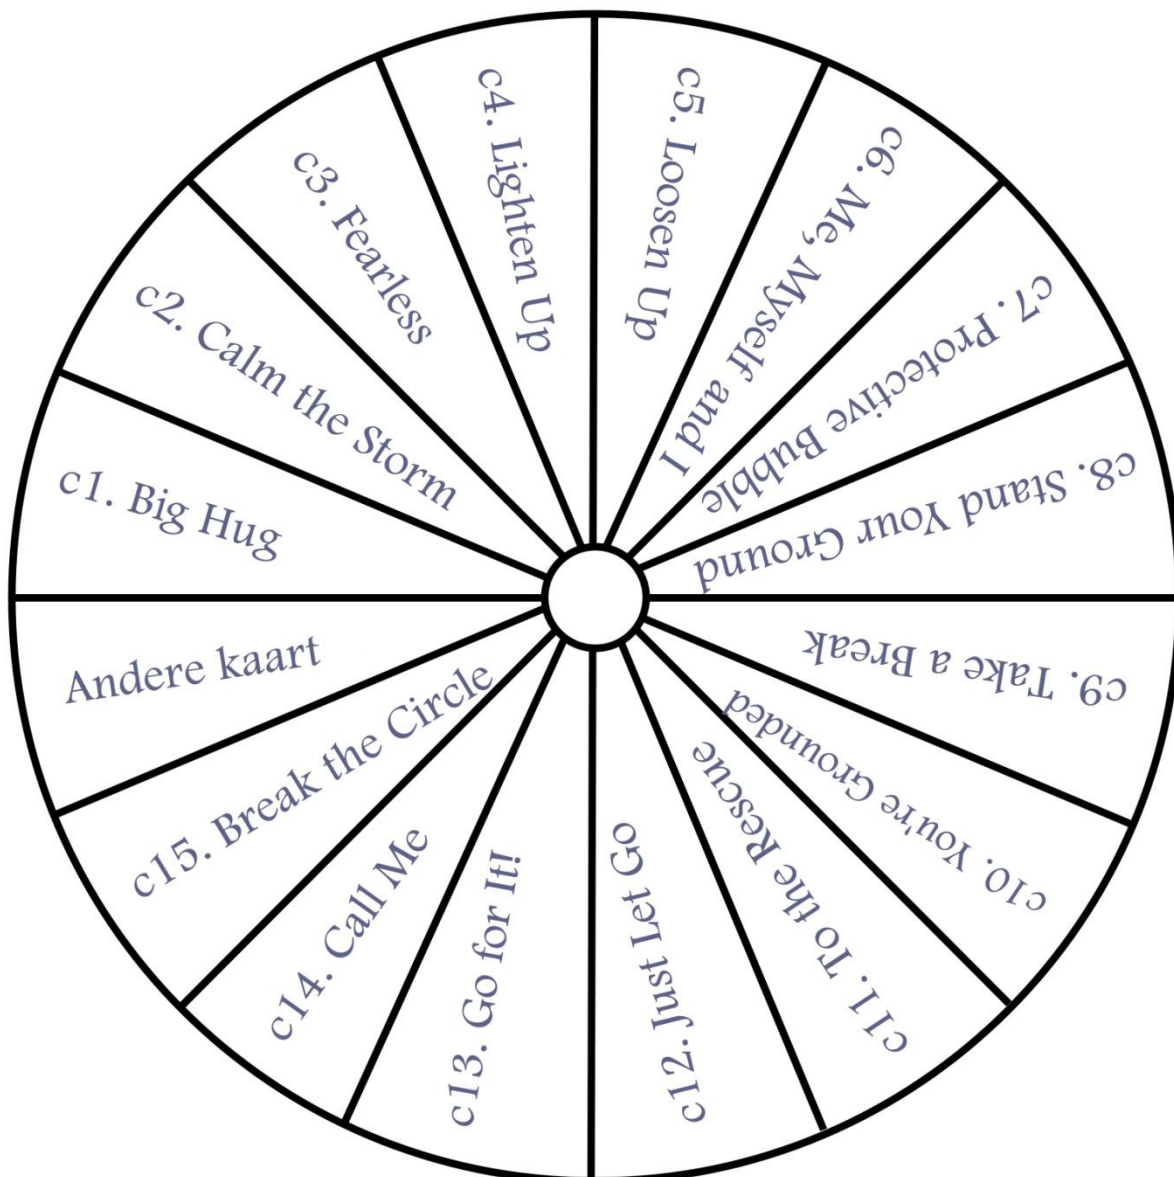 c1. Big Hug
c2. Calm the Storm
c3. Fearless
c4. Lighten Up
c5. Loosen Up
c6. Me, Myself and I
c7. Protective Bubble
c8. Stand Your Ground
c9. Take a Break
c10. You're Grounded
c11. To the Rescue
c12. Just Let Go
c13. Go for It!
c14. Call Me
c15. Break the Circle
Andere kaart